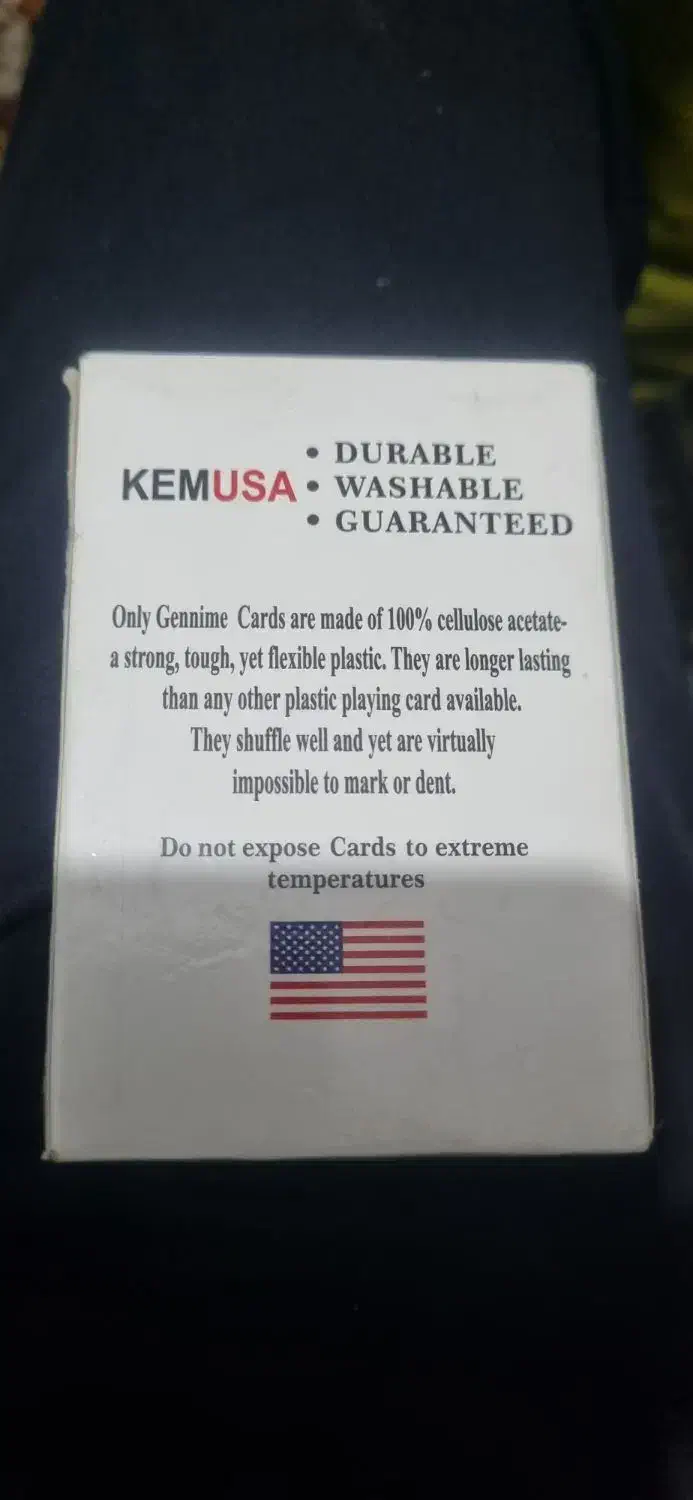 KEMUSA
• DURABLE
• WASHABLE
• GUARANTEED
Only Gennime Cards are made of 100% cellulose acetate-
a strong, tough, yet flexible plastic. They are longer lasting
than any other plastic playing card available.
They shuffle well and yet are virtually
impossible to mark or dent.
Do not expose Cards to extreme
temperatures